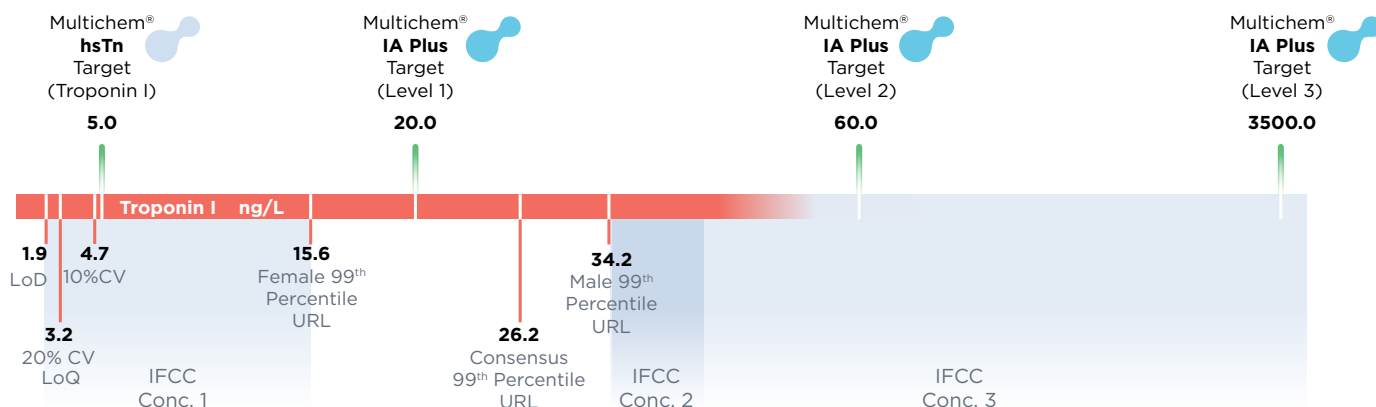 Multichem®
hsTn
Target
(Troponin I)
5.0
Multichem®
IA Plus
Target
(Level 1)
20.0
Multichem®
IA Plus
Target
(Level 2)
60.0
Multichem®
IA Plus
Target
(Level 3)
3500.0
Troponin I ng/L
1.9
LoD
3.2
20% CV
LoQ
4.7
10%CV
15.6
Female 99th
Percentile
URL
26.2
Consensus
99th Percentile
URL
34.2
Male 99th
Percentile
URL
IFCC
Conc. 1
IFCC
Conc. 2
IFCC
Conc. 3